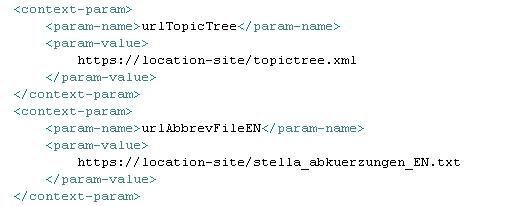 <context-param>
<param-name>urlTopicTree</param-name>
<param-value>
https://location-site/topictree.xml
</param-value>
</context-param>
<context-param>
<param-name>urlAbbrevFileEN</param-name>
<param-value>
https://location-site/stella_abkuerzungen_EN.txt
</param-value>
</context-param>